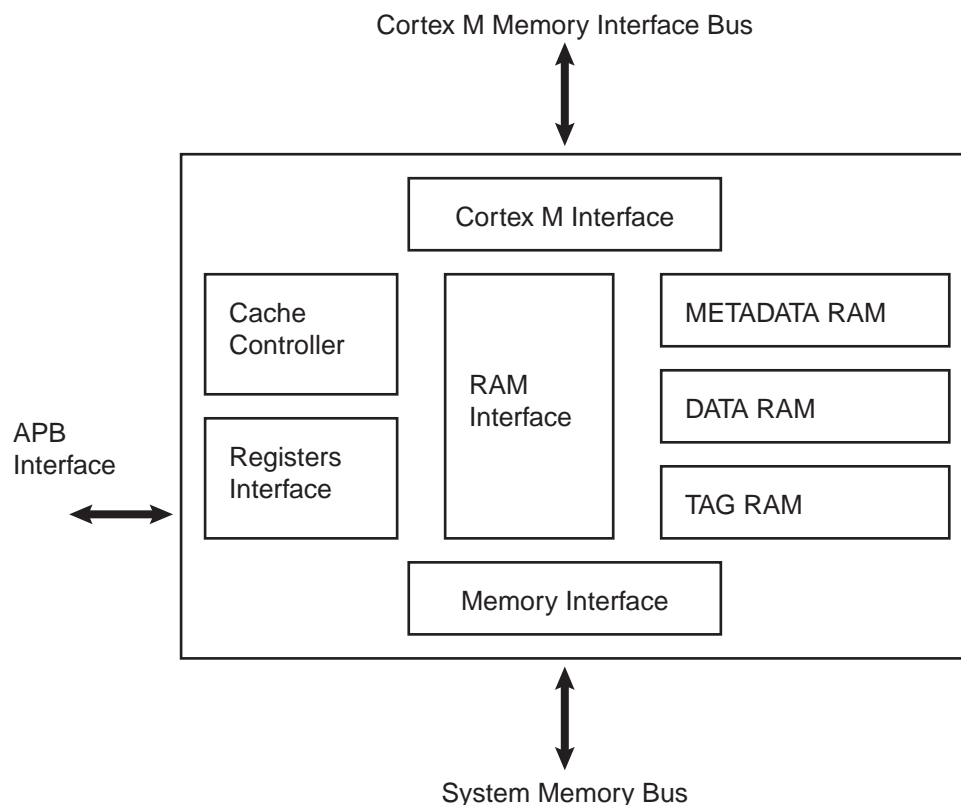 Cortex M Memory Interface Bus
Cortex M Interface
Cache
Controller
RAM
Interface
METADATA RAM
DATA RAM
APB
Interface
Registers
Interface
TAG RAM
Memory Interface
System Memory Bus